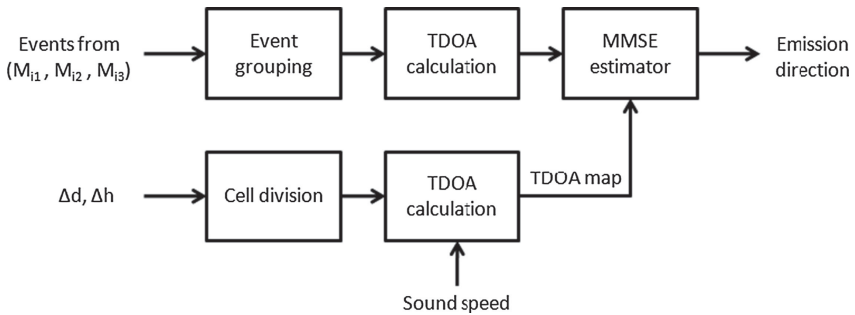 Events from
(Mi1 , Mi2 , Mi3)
Event
grouping
TDOA
calculation
MMSE
estimator
Emission
direction
Δd, Δh
Cell division
TDOA
calculation
TDOA map
Sound speed